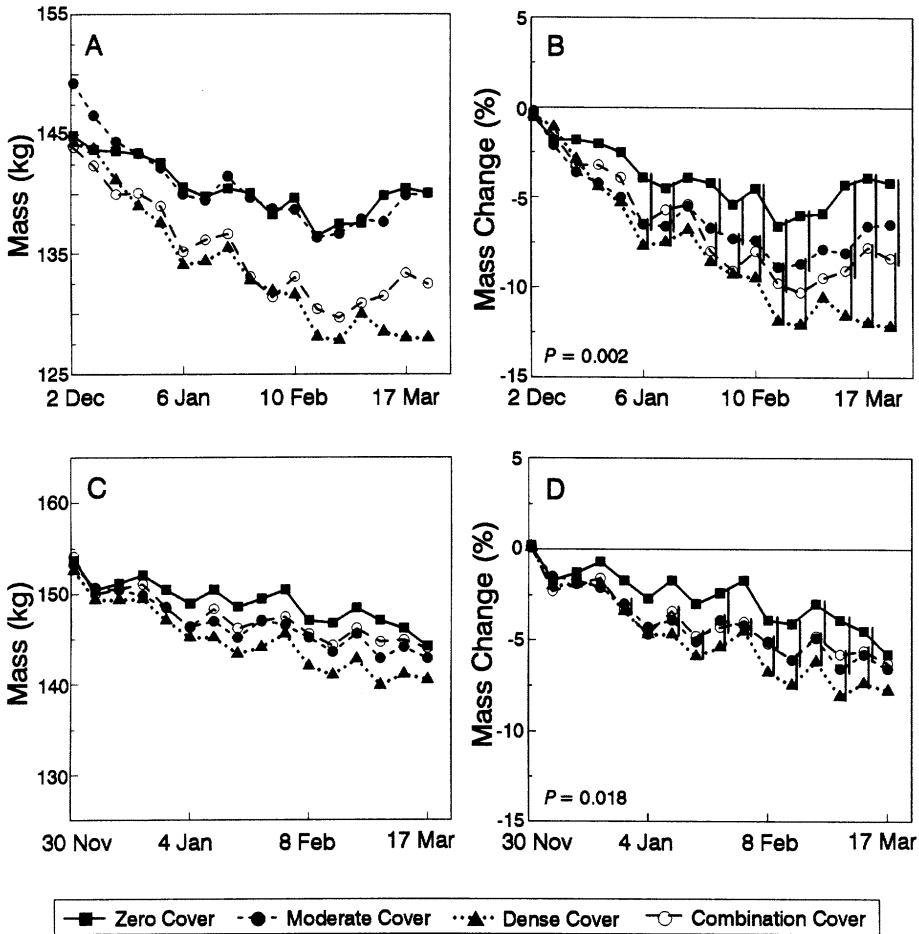 A
Mass (kg)
155
145
135
125
2 Dec
6 Jan
10 Feb
17 Mar
B
Mass Change (%)
5
0
-5
-10
-15
P = 0.002
2 Dec
6 Jan
10 Feb
17 Mar
C
Mass (kg)
160
150
140
130
30 Nov
4 Jan
8 Feb
17 Mar
D
Mass Change (%)
5
0
-5
-10
-15
P = 0.018
30 Nov
4 Jan
8 Feb
17 Mar
Zero Cover Moderate Cover Dense Cover Combination Cover